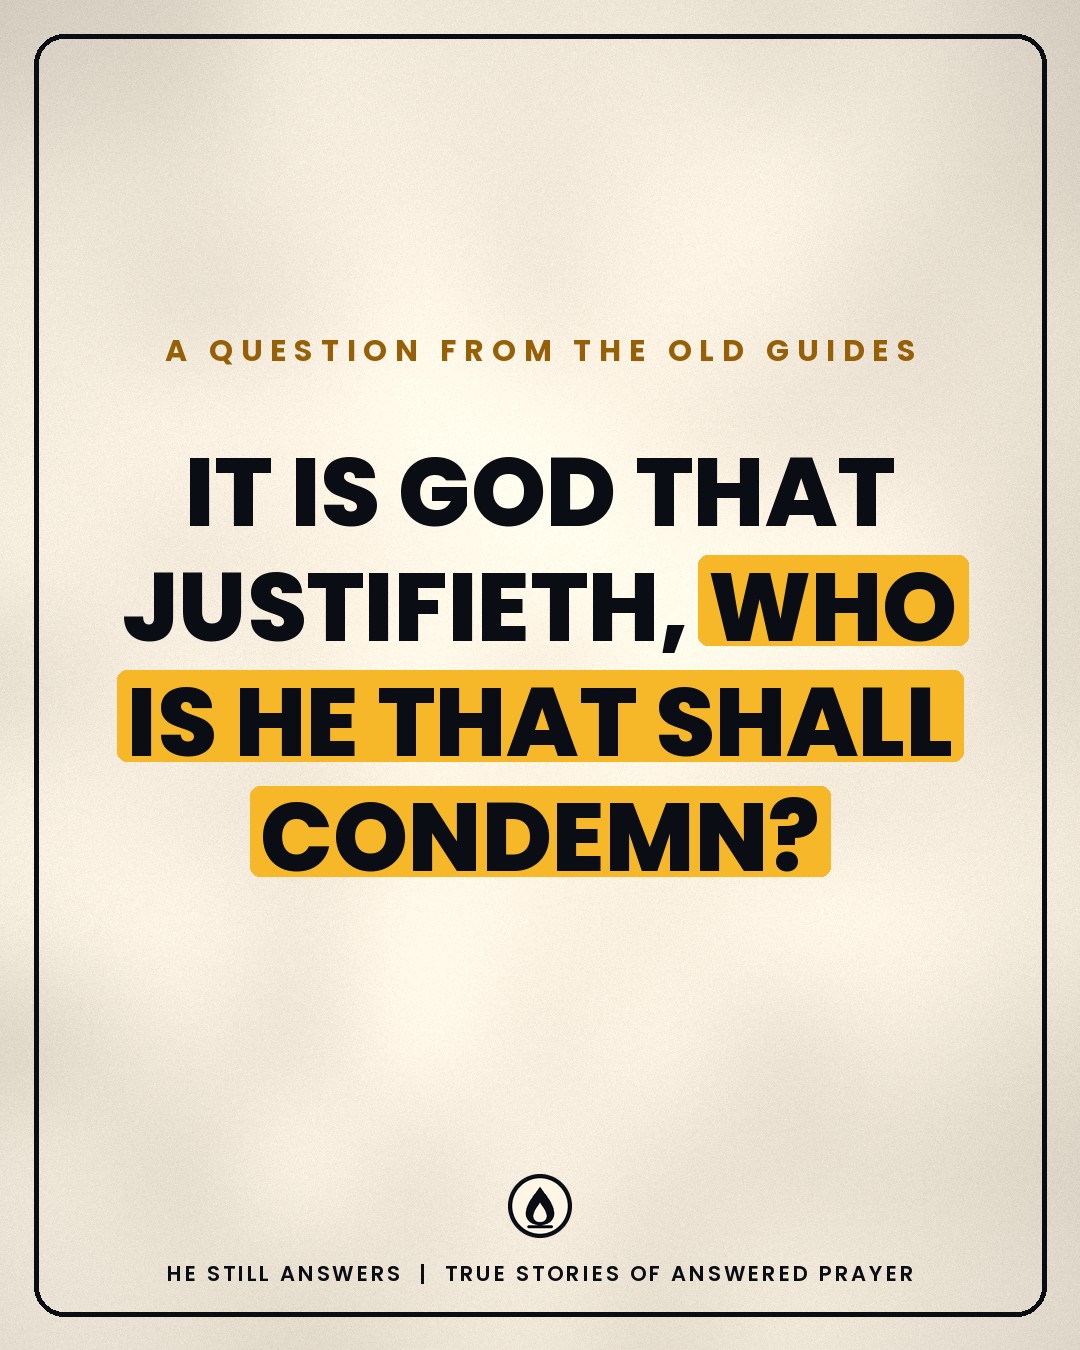 A QUESTION FROM THE OLD GUIDES
IT IS GOD THAT
JUSTIFIETH, WHO
IS HE THAT SHALL
CONDEMN?
HE STILL ANSWERS | TRUE STORIES OF ANSWERED PRAYER